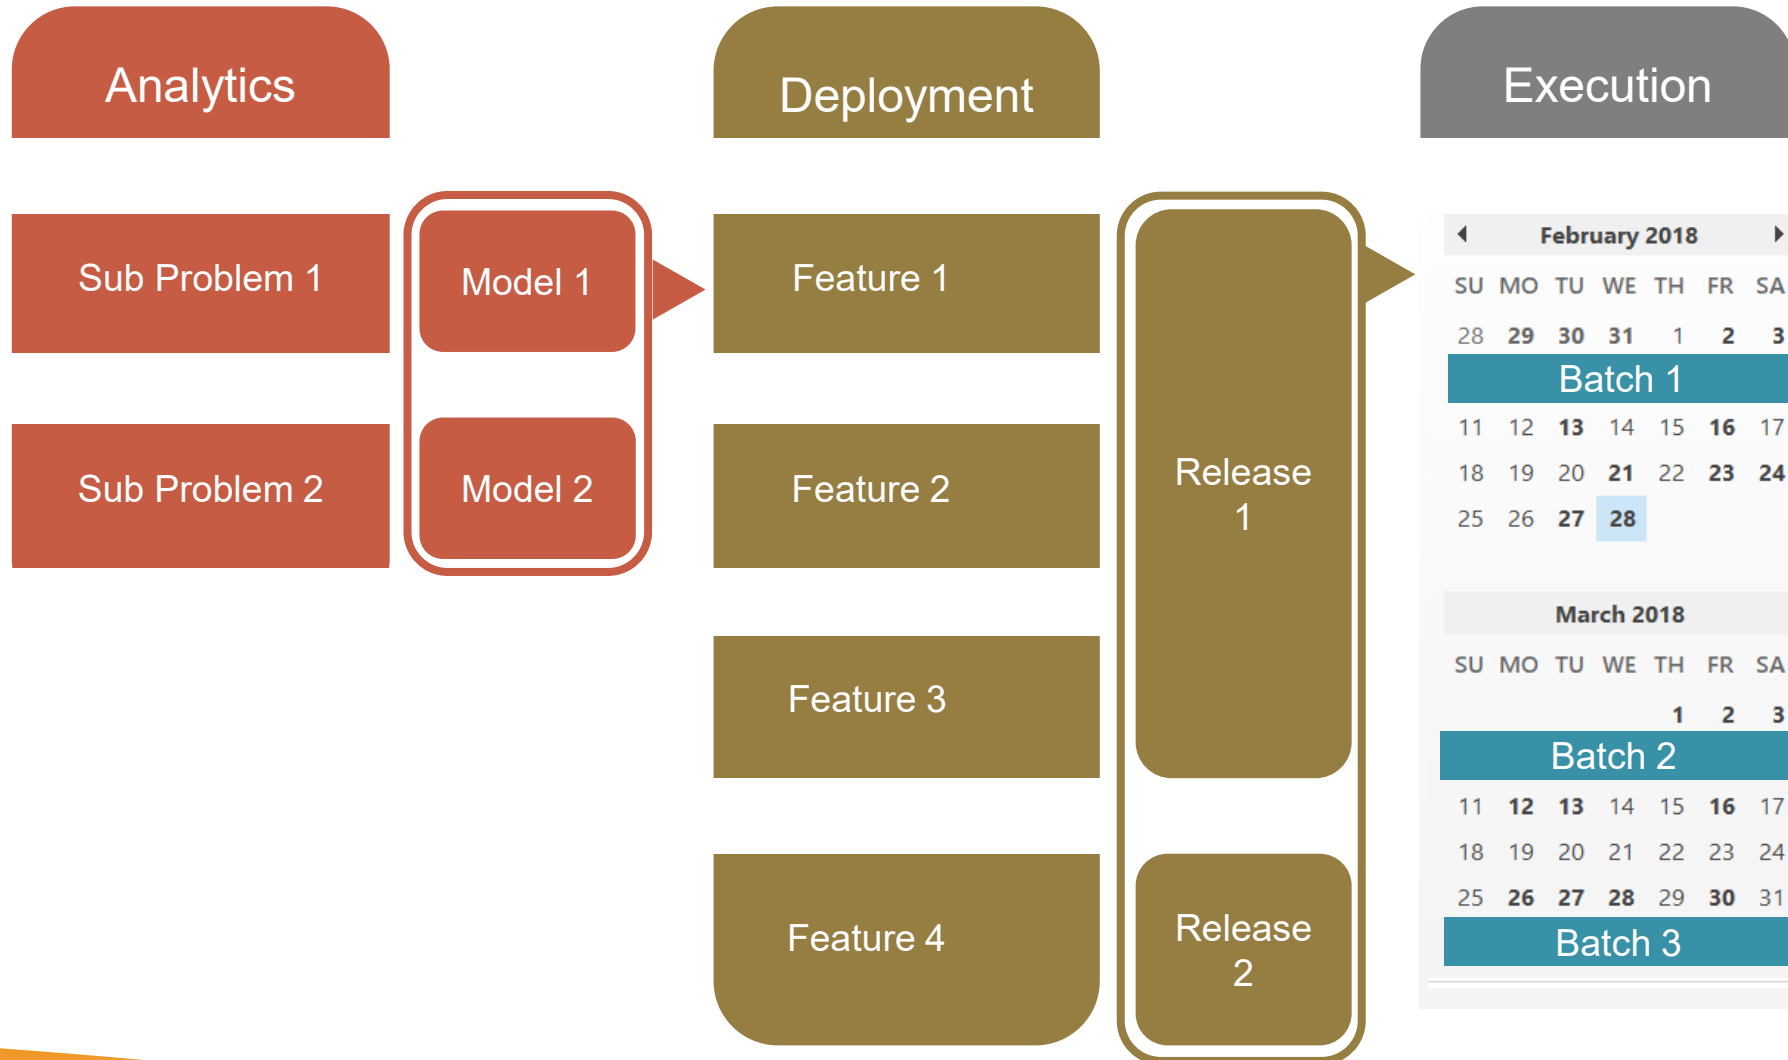 Analytics
Deployment
Execution
Sub Problem 1
Model 1
Sub Problem 2
Model 2
Feature 1
Feature 2
Feature 3
Feature 4
Release
1
Release
2
February 2018
SU MO TU WE TH FR SA
28 29 30 31 1 2 3
Batch 1
11 12 13 14 15 16 17
18 19 20 21 22 23 24
25 26 27 28
March 2018
SU MO TU WE TH FR SA
1 2 3
Batch 2
11 12 13 14 15 16 17
18 19 20 21 22 23 24
25 26 27 28 29 30 31
Batch 3